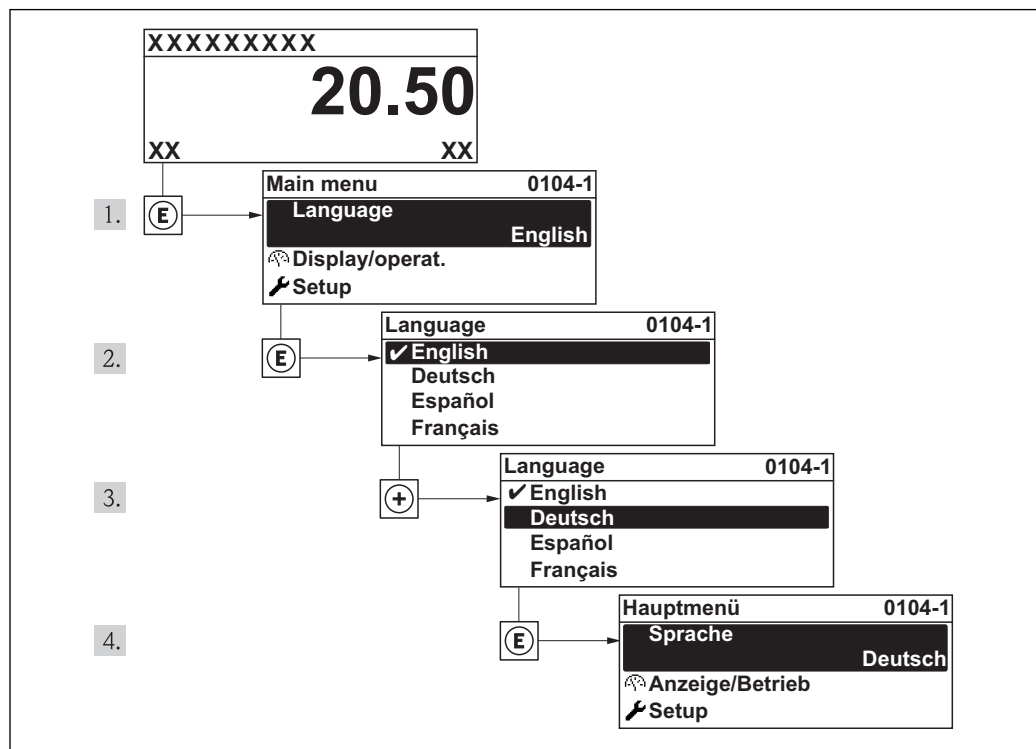 XXXXXXXXX
20.50
XX XX
1. E
Main menu 0104-1
Language
English
Display/operat.
Setup
2. E
Language 0104-1
✔English
Deutsch
Español
Français
3. +
Language 0104-1
✔English
Deutsch
Español
Français
4. E
Hauptmenü 0104-1
Sprache
Deutsch
Anzeige/Betrieb
Setup